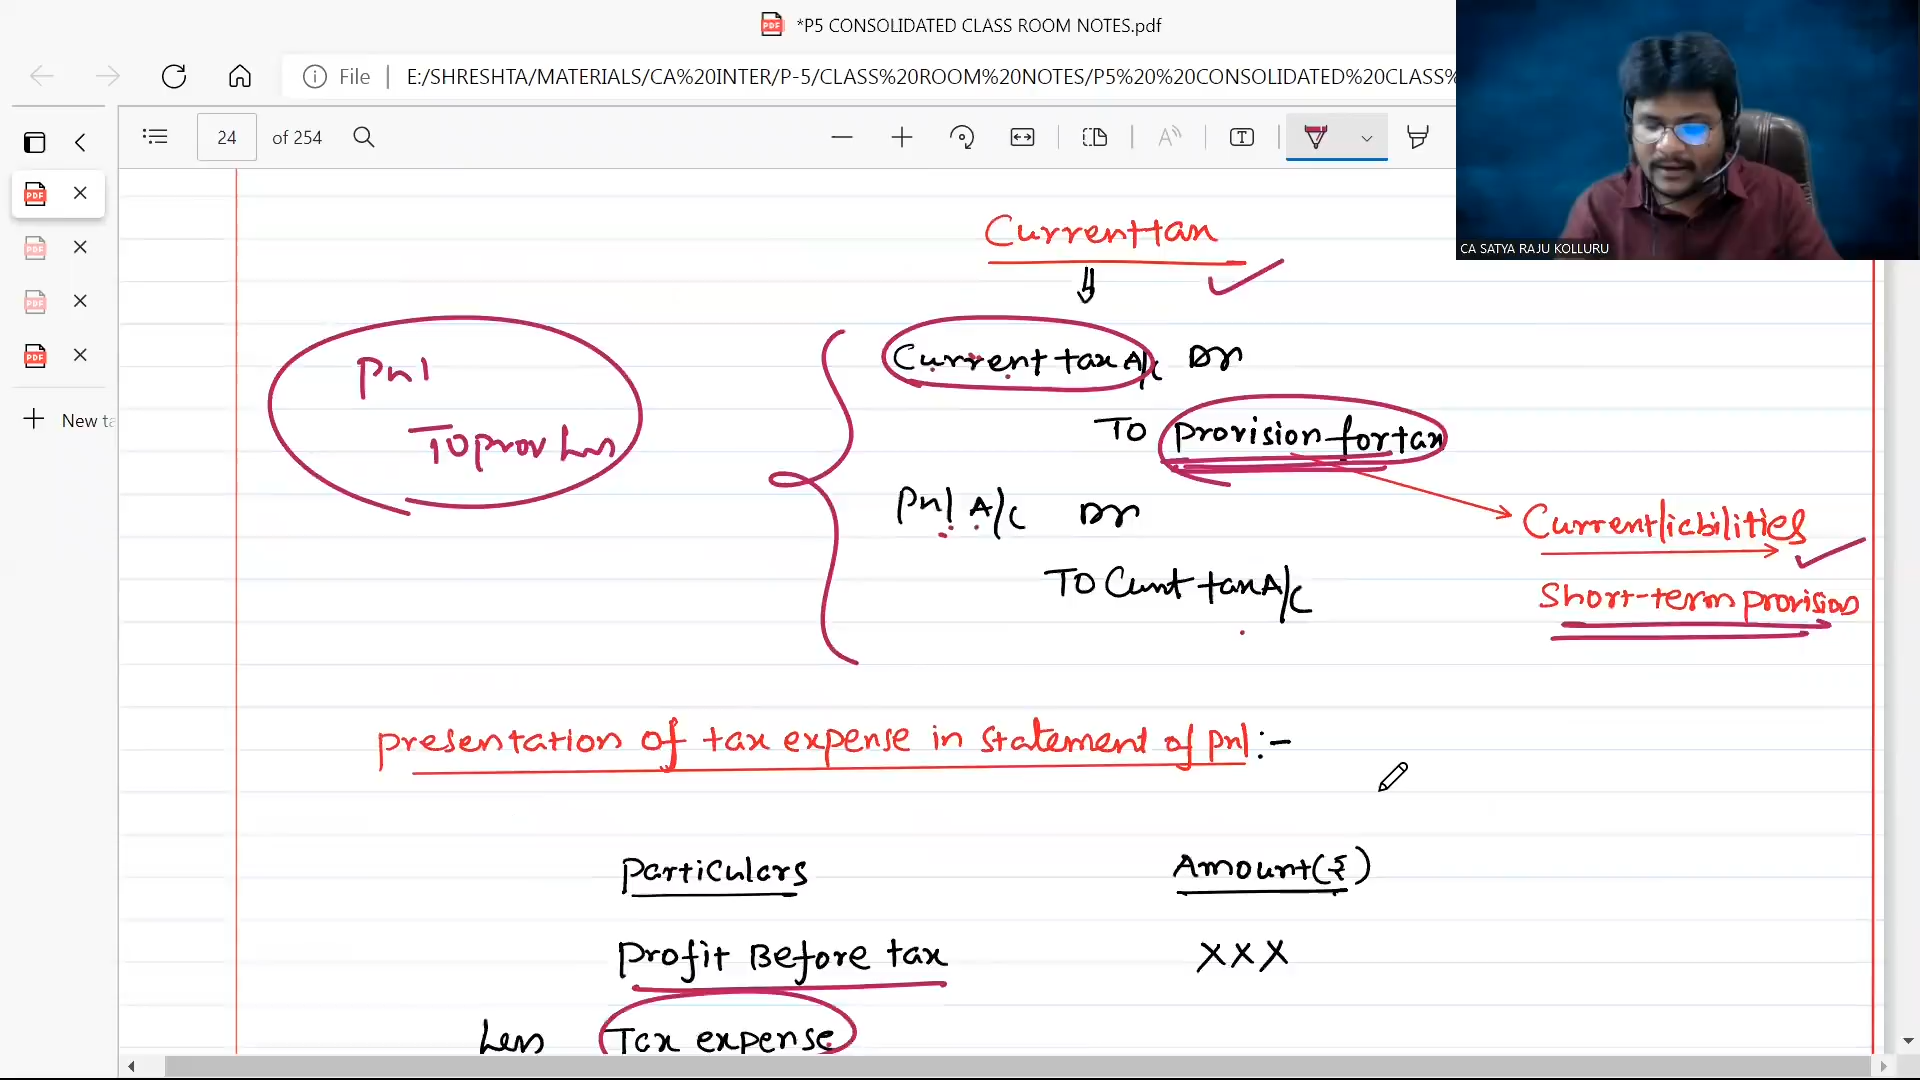 *P5 CONSOLIDATED CLASS ROOM NOTES.pdf
File
E:/SHRESHTA/MATERIALS/CA%20INTER/P-5/CLASS%20ROOM%20NOTES/P5%20%20CONSOLIDATED%20CLASS%
24 of 254
New ta
CA SATYA RAJU KOLLURU
Current tax
Current tax A/c Dr
To provision for tax
Pnl
To prov
Pnl A/c Dr
To Curnt tax A/c
Current liabilities
Short-term provisions
presentation of tax expense in statement of pnl :-
Particulars Amount(₹)
Profit Before tax XXX
Less Tax expense